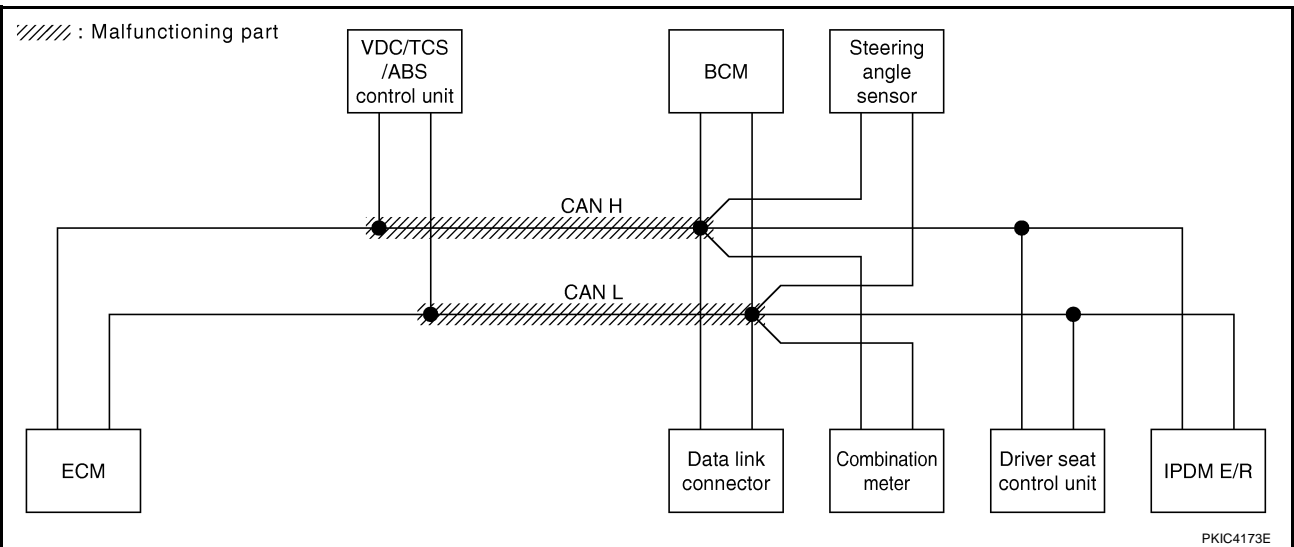 : Malfunctioning part
VDC/TCS
/ABS
control unit
BCM
Steering
angle
sensor
CAN H
CAN L
ECM
Data link
connector
Combination
meter
Driver seat
control unit
IPDM E/R
PKIC4173E